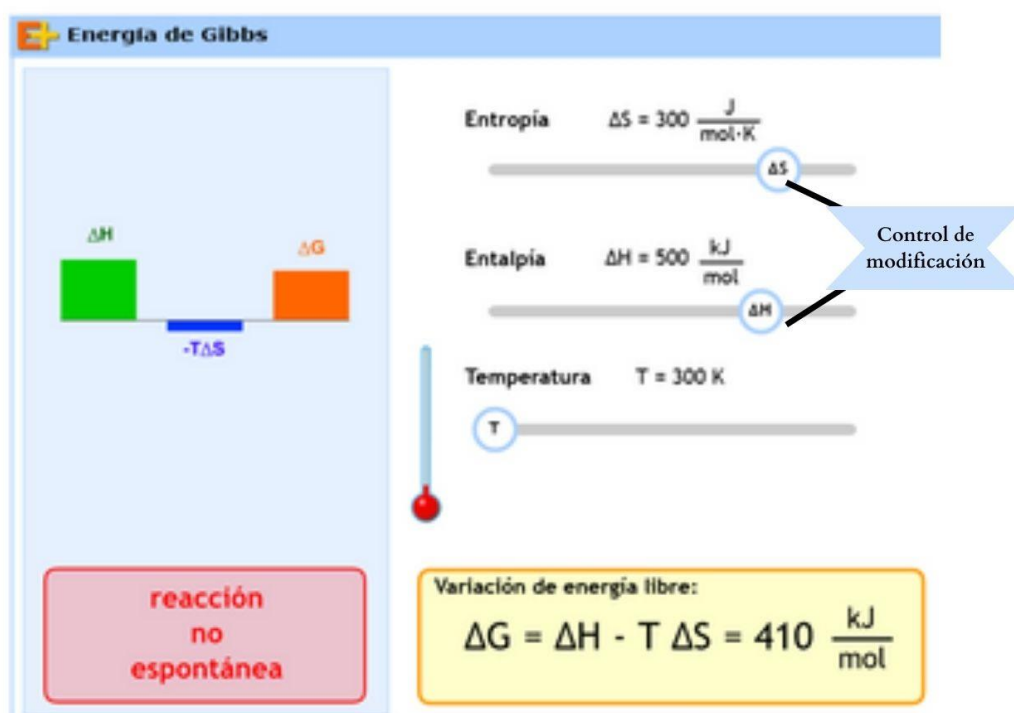 E+ Energía de Gibbs
Entropía ΔS = 300 J/mol·K
ΔS
Control de
modificación
ΔH
ΔG
-TΔS
Entalpía ΔH = 500 kJ/mol
ΔH
Temperatura T = 300 K
T
reacción
no
espontánea
Variación de energía libre:
ΔG = ΔH - T ΔS = 410 kJ/mol